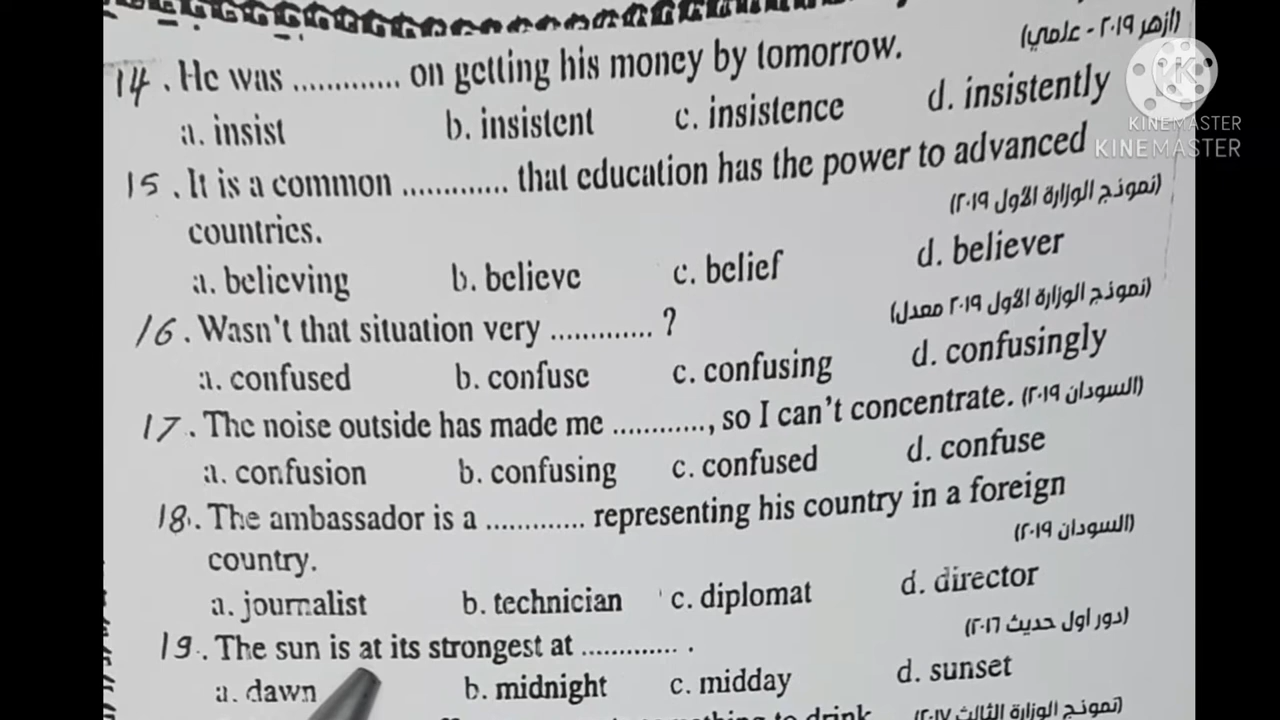 (أزهر ٢٠١٩ - علمي)
14. He was ............. on getting his money by tomorrow.
a. insist b. insistent c. insistence d. insistently
KINEMASTER
KINEMASTER
15. It is a common ............. that education has the power to advanced
countries.
(نموذج الوزارة الأول ٢٠١٩)
a. believing b. believe c. belief d. believer
16. Wasn't that situation very ............. ?
(نموذج الوزارة الأول ٢٠١٩ معدل)
a. confused b. confuse c. confusing d. confusingly
17. The noise outside has made me ............, so I can't concentrate. (السودان ٢٠١٩)
a. confusion b. confusing c. confused d. confuse
18. The ambassador is a ............. representing his country in a foreign
country.
(السودان ٢٠١٩)
a. journalist b. technician c. diplomat d. director
19. The sun is at its strongest at ............. .
(دور اول حديث ٢٠١٦)
a. dawn b. midnight c. midday d. sunset
to drink
(نموذج الوزارة الثالث ٢٠١٧)